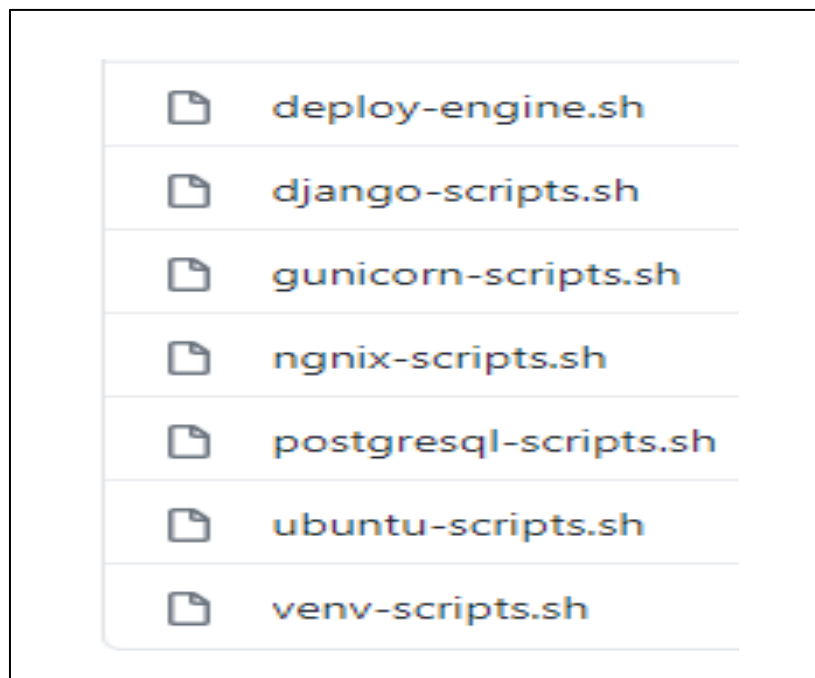 deploy-engine.sh
django-scripts.sh
gunicorn-scripts.sh
ngnix-scripts.sh
postgresql-scripts.sh
ubuntu-scripts.sh
venv-scripts.sh